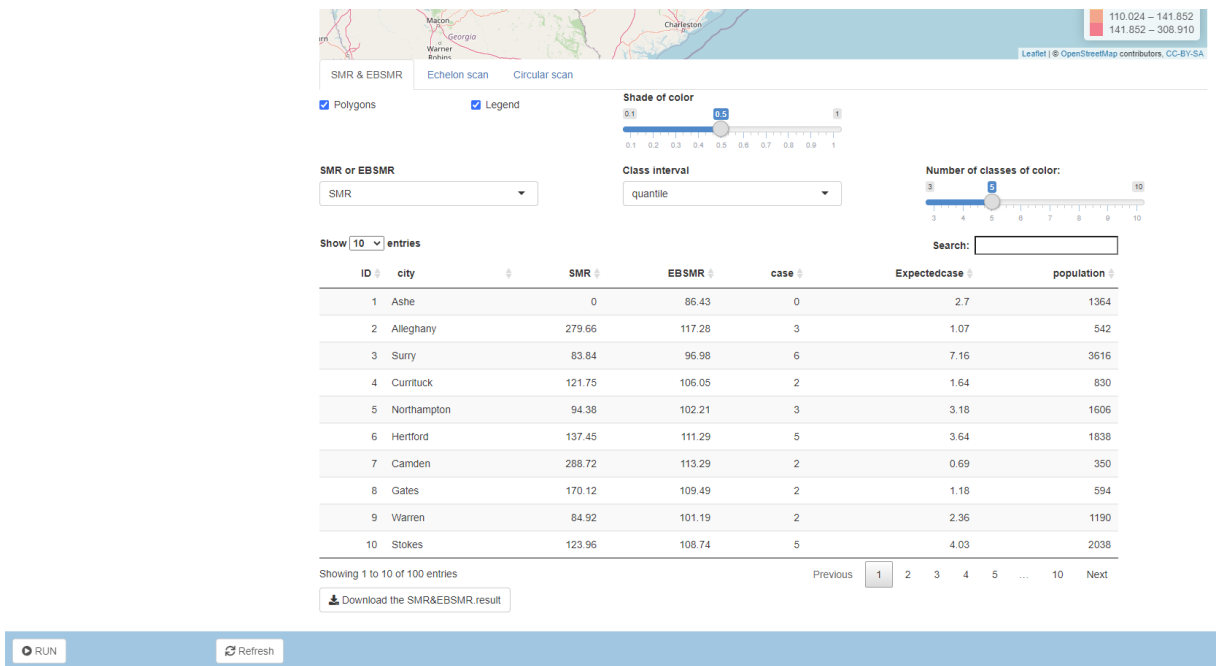 Macon
Georgia
Warner
Robins
Charleston
110.024 – 141.852
141.852 – 308.910
Leaflet | © OpenStreetMap contributors, CC-BY-SA
SMR & EBSMR Echelon scan Circular scan
Polygons Legend Shade of color
0.1 0.5 1
0.1 0.2 0.3 0.4 0.5 0.6 0.7 0.8 0.9 1
SMR or EBSMR Class interval Number of classes of color:
SMR quantile 3 5 10
3 4 5 6 7 8 9 10
Show 10 entries Search:
ID city SMR EBSMR case Expectedcase population
1 Ashe 0 86.43 0 2.7 1364
2 Alleghany 279.66 117.28 3 1.07 542
3 Surry 83.84 96.98 6 7.16 3616
4 Currituck 121.75 106.05 2 1.64 830
5 Northampton 94.38 102.21 3 3.18 1606
6 Hertford 137.45 111.29 5 3.64 1838
7 Camden 288.72 113.29 2 0.69 350
8 Gates 170.12 109.49 2 1.18 594
9 Warren 84.92 101.19 2 2.36 1190
10 Stokes 123.96 108.74 5 4.03 2038
Showing 1 to 10 of 100 entries Previous 1 2 3 4 5 … 10 Next
Download the SMR&EBSMR.result
RUN Refresh